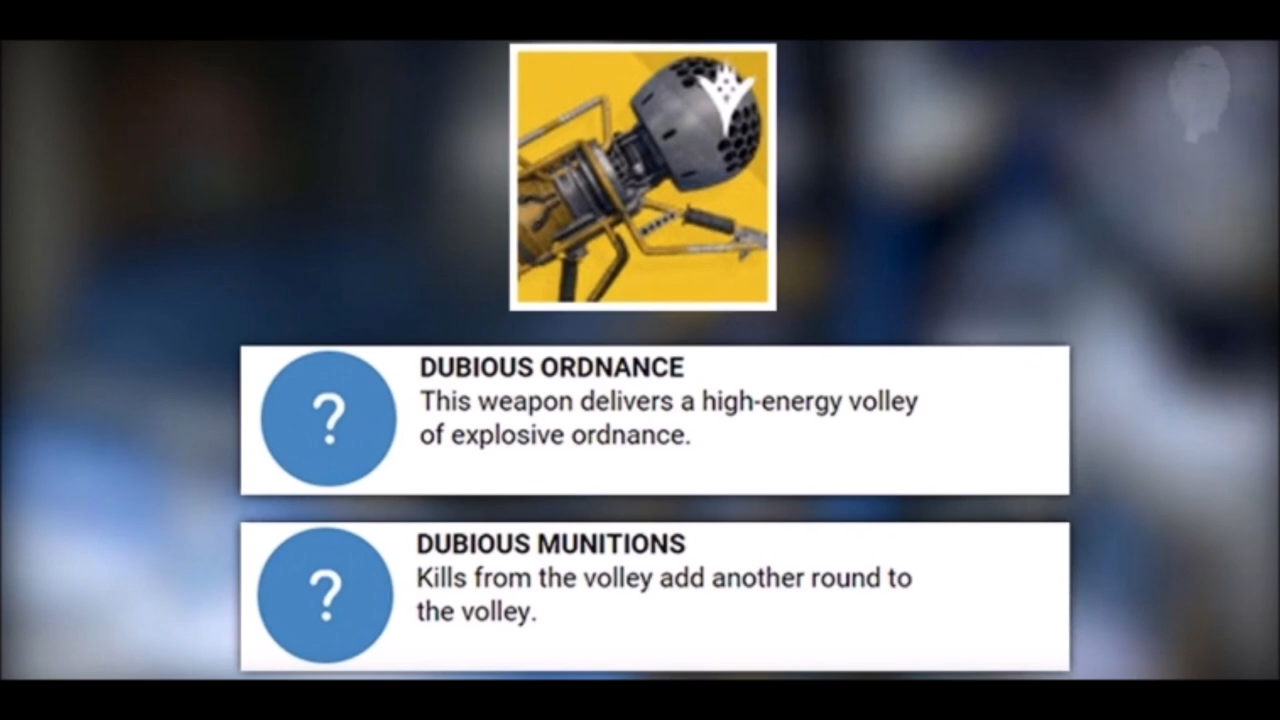 ?
DUBIOUS ORDNANCE
This weapon delivers a high-energy volley
of explosive ordnance.
?
DUBIOUS MUNITIONS
Kills from the volley add another round to
the volley.